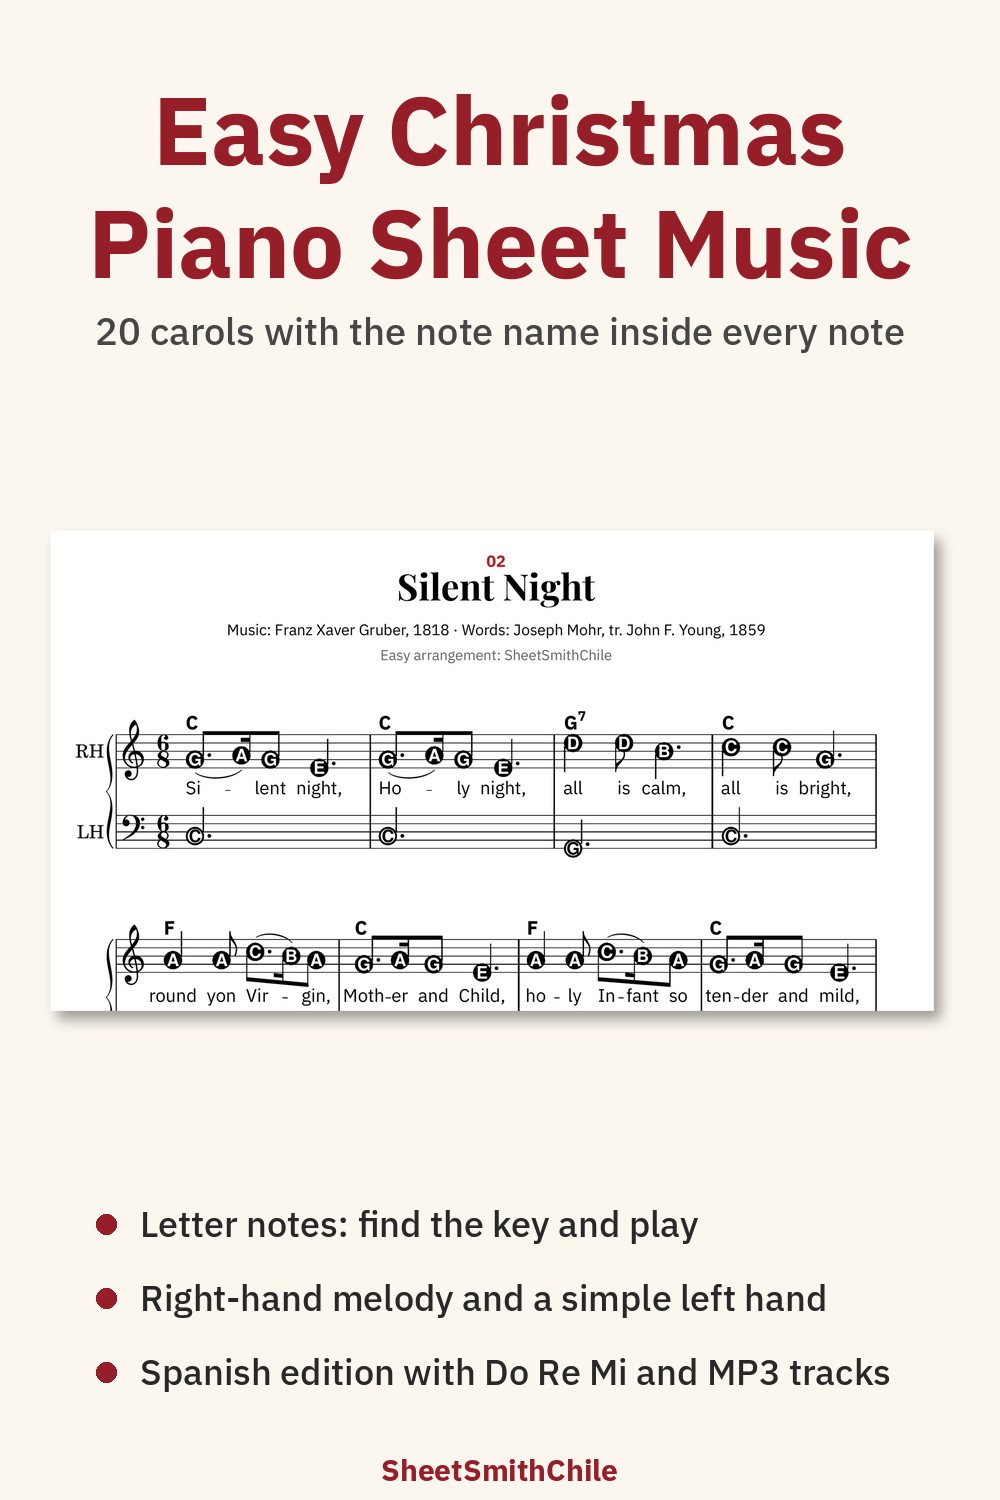 Easy Christmas
Piano Sheet Music
20 carols with the note name inside every note
02
Silent Night
Music: Franz Xaver Gruber, 1818 · Words: Joseph Mohr, tr. John F. Young, 1859
Easy arrangement: SheetSmithChile
C C G7 C
RH 6 8 G A G E G A G E D D B C C G
Si - lent night, Ho - ly night, all is calm, all is bright,
LH 6 8 C C G C
F C F C
A A C B A G A G E A A C B A G A G E
round yon Vir - gin, Moth-er and Child, ho - ly In-fant so ten-der and mild,
Letter notes: find the key and play
Right-hand melody and a simple left hand
Spanish edition with Do Re Mi and MP3 tracks
SheetSmithChile